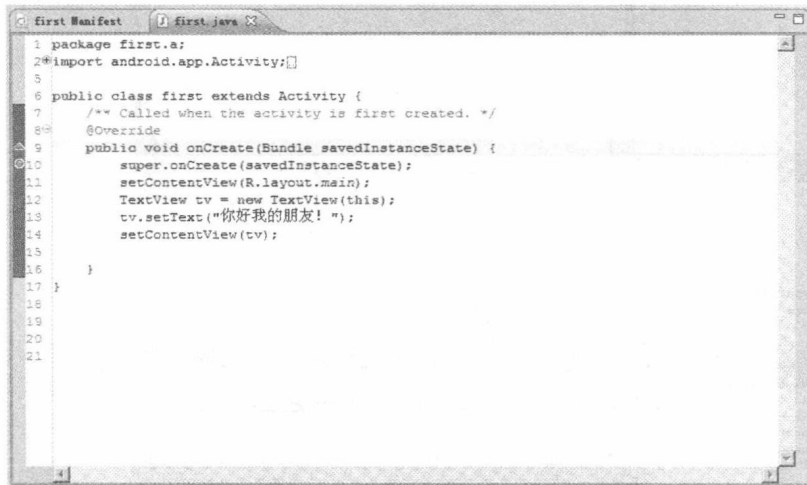 first Manifest first.java
1 package first.a;
2 import android.app.Activity;
5
6 public class first extends Activity {
7 /** Called when the activity is first created. */
8 @Override
9 public void onCreate(Bundle savedInstanceState) {
10 super.onCreate(savedInstanceState);
11 setContentView(R.layout.main);
12 TextView tv = new TextView(this);
13 tv.setText("你好我的朋友！");
14 setContentView(tv);
15
16 }
17 }
18
19
20
21